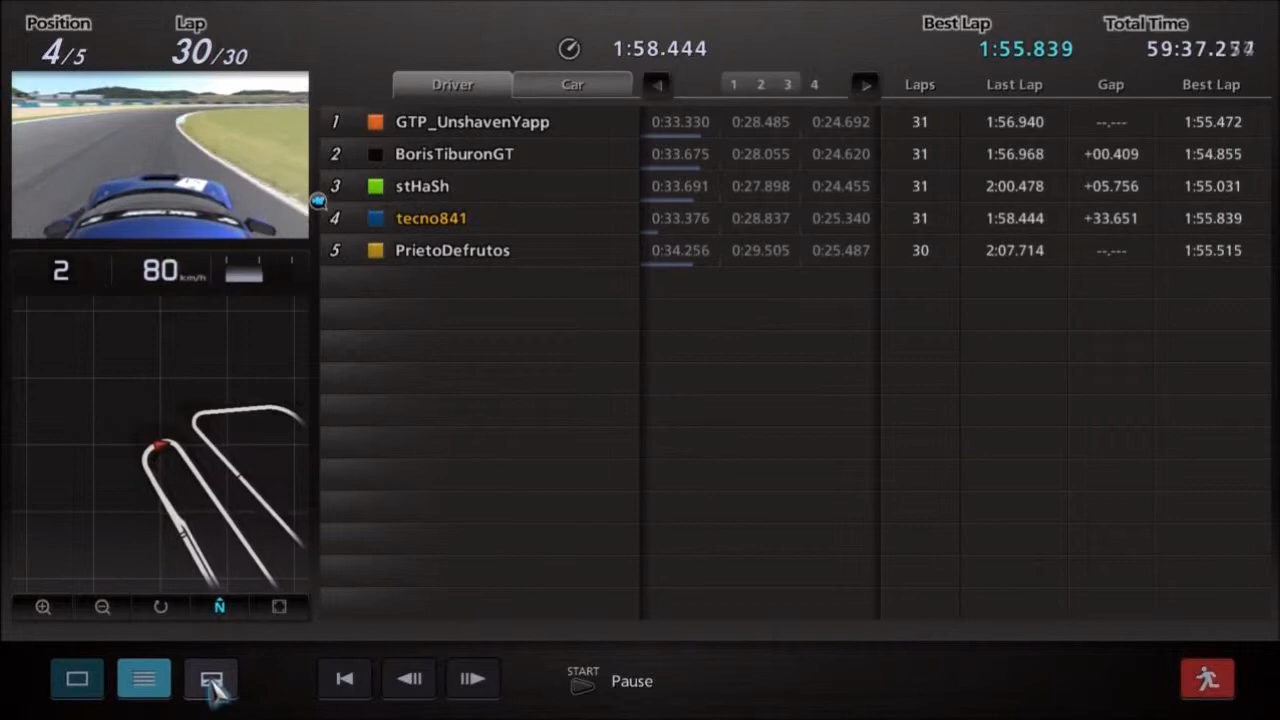 Position Lap Best Lap Total Time
4/5 30/30 1:58.444 1:55.839 59:37.2
Driver Car 1 2 3 4 Laps Last Lap Gap Best Lap
1 GTP_UnshavenYapp 0:33.330 0:28.485 0:24.692 31 1:56.940 --.--- 1:55.472
2 BorisTiburonGT 0:33.675 0:28.055 0:24.620 31 1:56.968 +00.409 1:54.855
3 stHaSh 0:33.691 0:27.898 0:24.455 31 2:00.478 +05.756 1:55.031
4 tecno841 0:33.376 0:28.837 0:25.340 31 1:58.444 +33.651 1:55.839
5 PrietoDefrutos 0:34.256 0:29.505 0:25.487 30 2:07.714 --.--- 1:55.515
2 80 km/h
N
START Pause